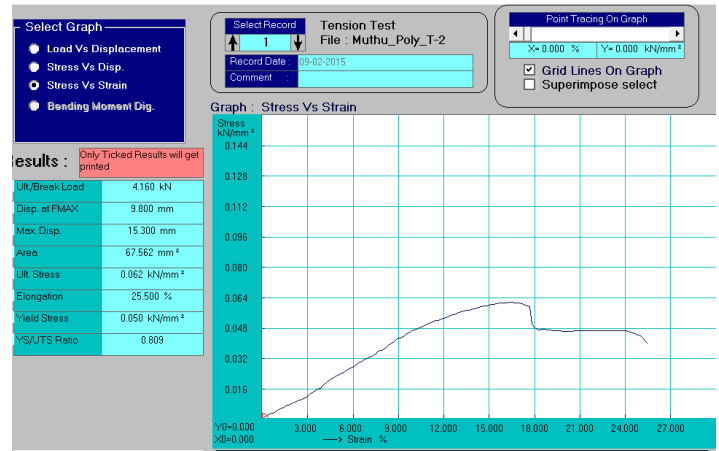 Select Graph
Load Vs Displacement
Stress Vs Disp.
Stress Vs Strain
Bending Moment Dig.
Select Record
1
Tension Test
File : Muthu_Poly_T-2
Record Date : 09-02-2015
Comment :
Point Tracing On Graph
X= 0.000 % Y= 0.000 kN/mm²
Grid Lines On Graph
Superimpose select
esults :
Only Ticked Results will get
printed
Ult./Break Load 4.160 kN
Disp. at FMAX 9.800 mm
Max. Disp. 15.300 mm
Area 67.562 mm²
Ult. Stress 0.062 kN/mm²
Elongation 25.500 %
Yield Stress 0.050 kN/mm²
YS/UTS Ratio 0.809
Graph : Stress Vs Strain
Stress
kN/mm²
0.144
0.128
0.112
0.096
0.080
0.064
0.048
0.032
0.016
Y0=0.000
X0=0.000
3.000 6.000 9.000 12.000 15.000 18.000 21.000 24.000 27.000
---> Strain %